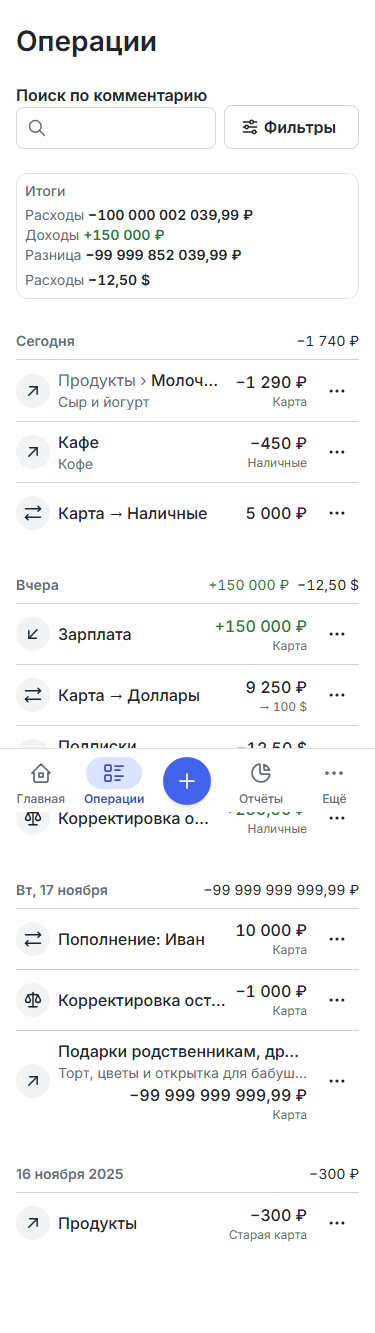 Операции
Поиск по комментарию
Фильтры
Итоги
Расходы −100 000 002 039,99 ₽
Доходы +150 000 ₽
Разница −99 999 852 039,99 ₽
Расходы −12,50 $
Сегодня −1 740 ₽
Продукты › Молоч… −1 290 ₽
Сыр и йогурт Карта
Кафе −450 ₽
Кофе Наличные
Карта → Наличные 5 000 ₽
Вчера +150 000 ₽ −12,50 $
Зарплата +150 000 ₽
Карта
Карта → Доллары 9 250 ₽
→ 100 $
Подписки −12,50 $
Главная Операции Отчёты Ещё
Корректировка о…
Наличные
Вт, 17 ноября −99 999 999 999,99 ₽
Пополнение: Иван 10 000 ₽
Карта
Корректировка ост… −1 000 ₽
Карта
Подарки родственникам, др…
Торт, цветы и открытка для бабуш…
−99 999 999 999,99 ₽
Карта
16 ноября 2025 −300 ₽
Продукты −300 ₽
Старая карта